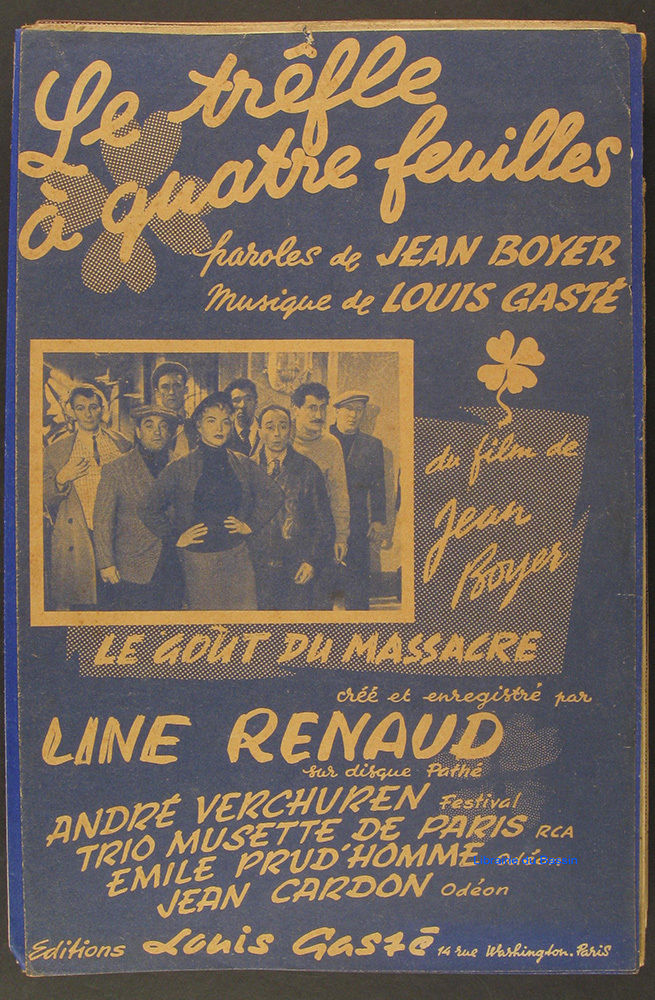 Le trêfle
à quatre feuilles
paroles de JEAN BOYER
Musique de LOUIS GASTÉ
du film de
Jean
Boyer
LE GOÛT DU MASSACRE
créé et enregistré par
LINE RENAUD
sur disque Pathé
ANDRÉ VERCHUREN Festival
TRIO MUSETTE DE PARIS RCA
EMILE PRUD'HOMME
JEAN CARDON Odéon
Editions Louis Gasté 14 rue Washington. Paris